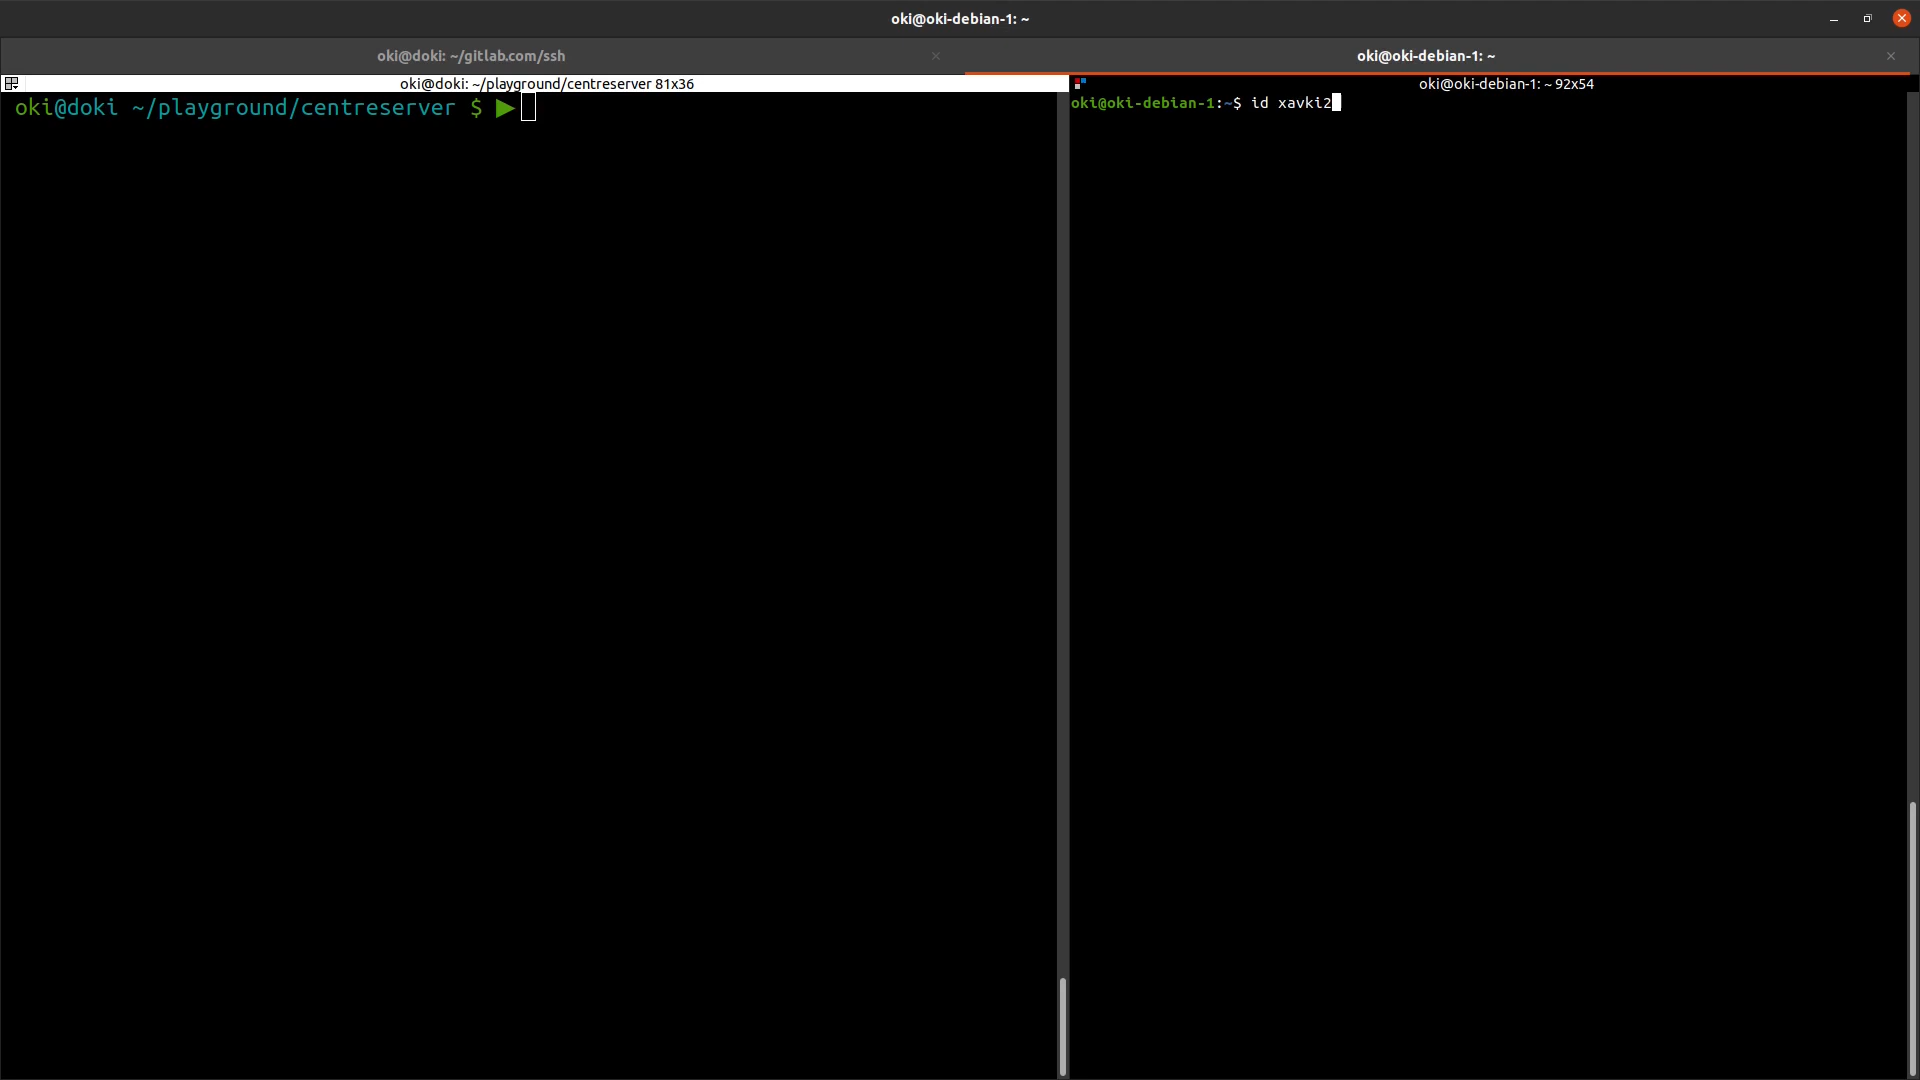 oki@oki-debian-1: ~
oki@doki: ~/gitlab.com/ssh
oki@oki-debian-1: ~
oki@doki: ~/playground/centreserver 81x36
oki@doki ~/playground/centreserver $ ▶
oki@oki-debian-1: ~ 92x54
oki@oki-debian-1:~$ id xavki2